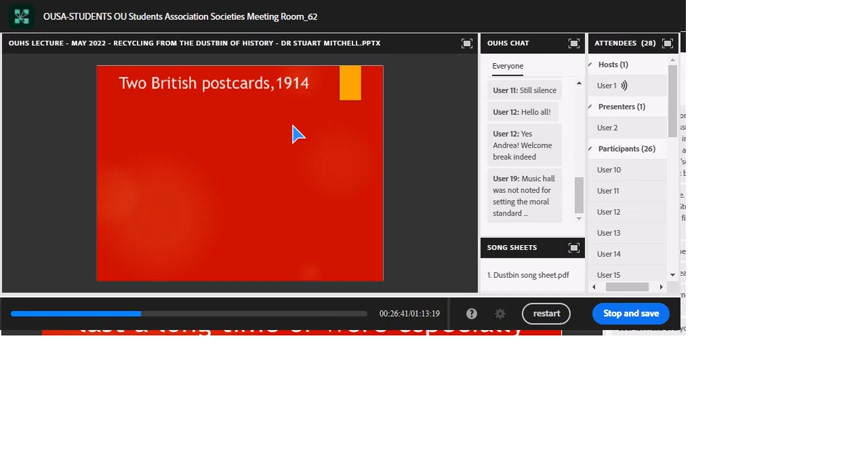 OUSA-STUDENTS OU Students Association Societies Meeting Room_62
OUHS LECTURE - MAY 2022 - RECYCLING FROM THE DUSTBIN OF HISTORY - DR STUART MITCHELL.PPTX
Two British postcards,1914
OUHS CHAT
Everyone
User 11: Still silence
User 12: Hello all!
User 12: Yes
Andrea! Welcome
break indeed
User 19: Music hall
was not noted for
setting the moral
standard ...
SONG SHEETS
1. Dustbin song sheet.pdf
ATTENDEES (28)
Hosts (1)
User 1
Presenters (1)
User 2
Participants (26)
User 10
User 11
User 12
User 13
User 14
User 15
00:26:41/01:13:19
?
restart
Stop and save